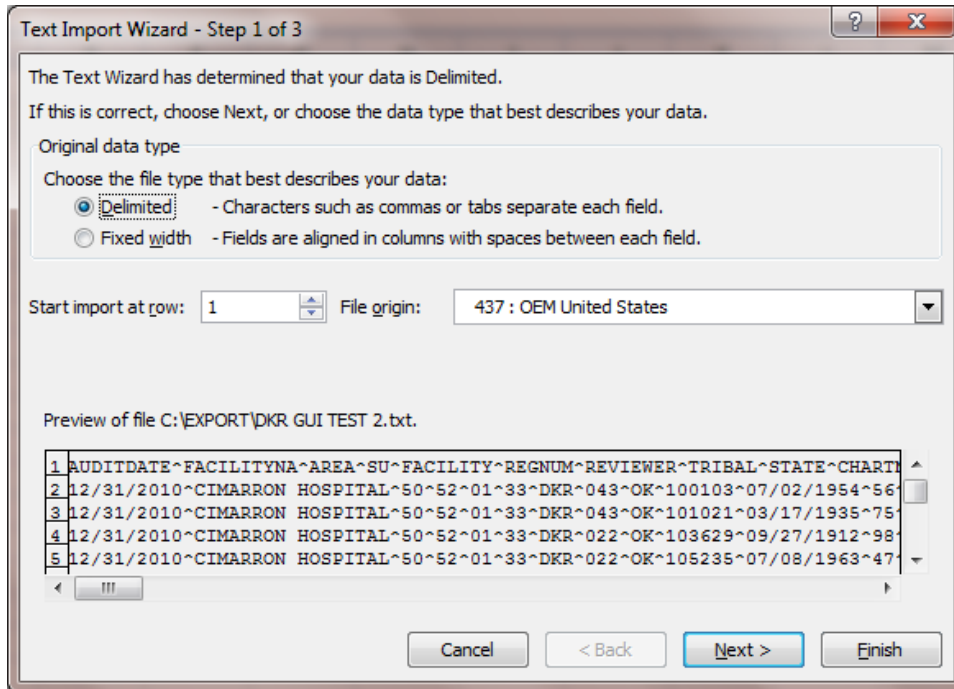 Text Import Wizard - Step 1 of 3
The Text Wizard has determined that your data is Delimited.
If this is correct, choose Next, or choose the data type that best describes your data.
Original data type
Choose the file type that best describes your data:
Delimited - Characters such as commas or tabs separate each field.
Fixed width - Fields are aligned in columns with spaces between each field.
Start import at row: 1 File origin: 437 : OEM United States
Preview of file C:\EXPORT\DKR GUI TEST 2.txt.
1 AUDITDATE^FACILITYNA^AREA^SU^FACILITY^REGNUM^REVIEWER^TRIBAL^STATE^CHART
2 12/31/2010^CIMARRON HOSPITAL^50^52^01^33^DKR^043^OK^100103^07/02/1954^56^
3 12/31/2010^CIMARRON HOSPITAL^50^52^01^33^DKR^043^OK^101021^03/17/1935^75^
4 12/31/2010^CIMARRON HOSPITAL^50^52^01^33^DKR^022^OK^103629^09/27/1912^98^
5 12/31/2010^CIMARRON HOSPITAL^50^52^01^33^DKR^022^OK^105235^07/08/1963^47^
Cancel < Back Next > Finish